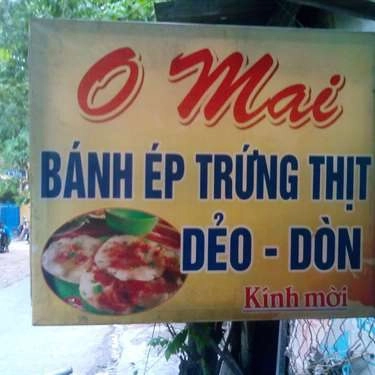 O Mai
BÁNH ÉP TRỨNG THỊT
DẺO - DÒN
Kính mời